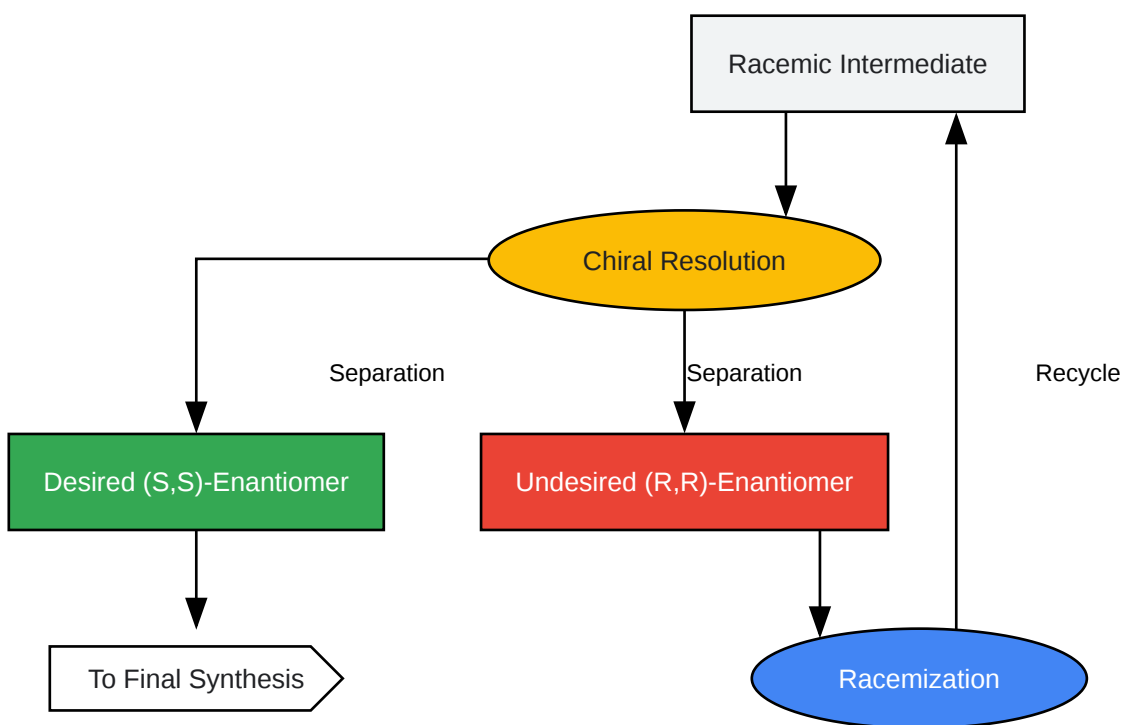 Racemic Intermediate
Chiral Resolution
Separation
Separation
Recycle
Desired (S,S)-Enantiomer
Undesired (R,R)-Enantiomer
To Final Synthesis
Racemization